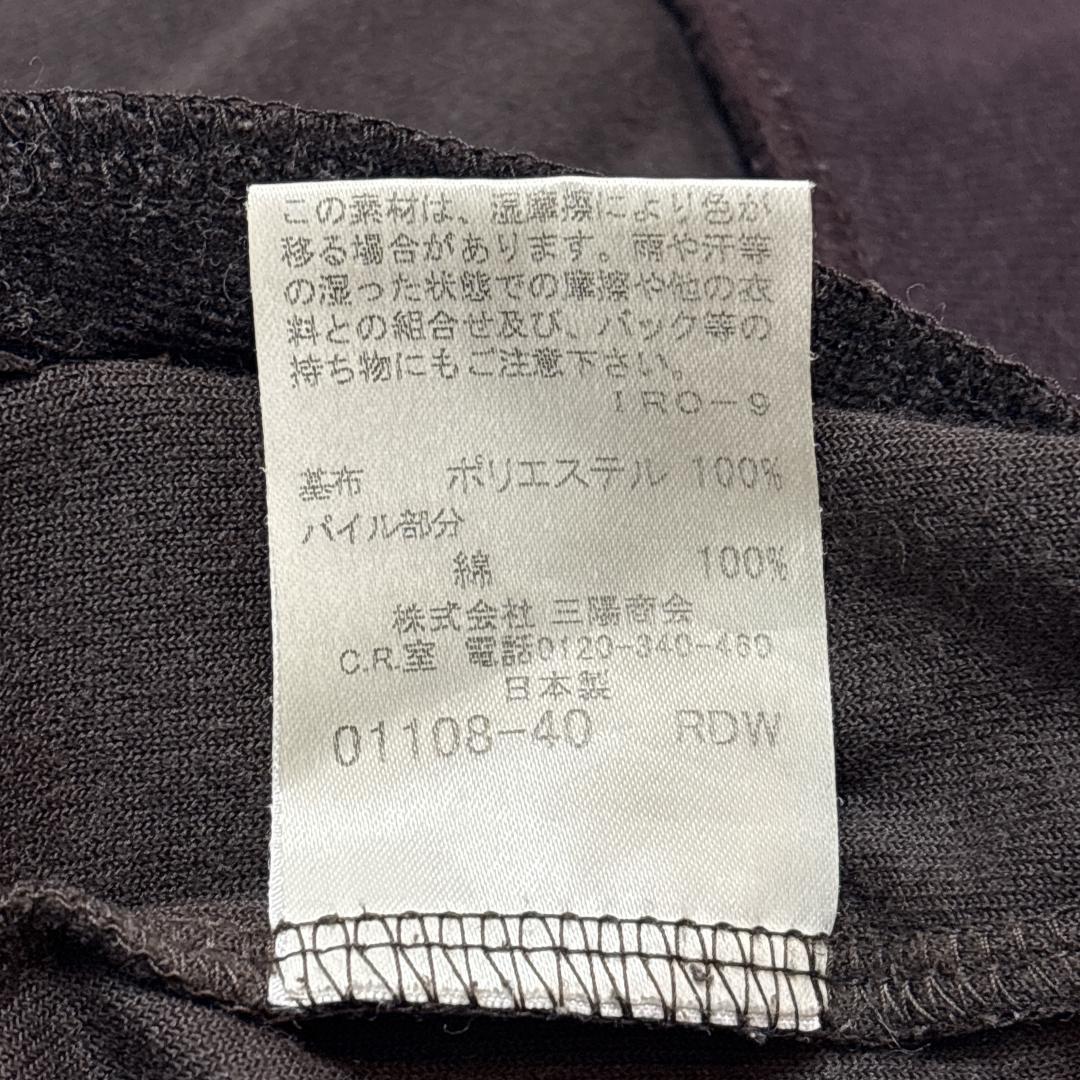 この素材は、湿摩擦により色が
移る場合があります。雨や汗等
の湿った状態での摩擦や他の衣
料との組合せ及び、バック等の
持ち物にもご注意下さい。
IRO-9
基布 ポリエステル 100%
パイル部分
綿 100%
株式会社 三陽商会
C.R.室 電話0120-340-460
日本製
01108-40 RDW